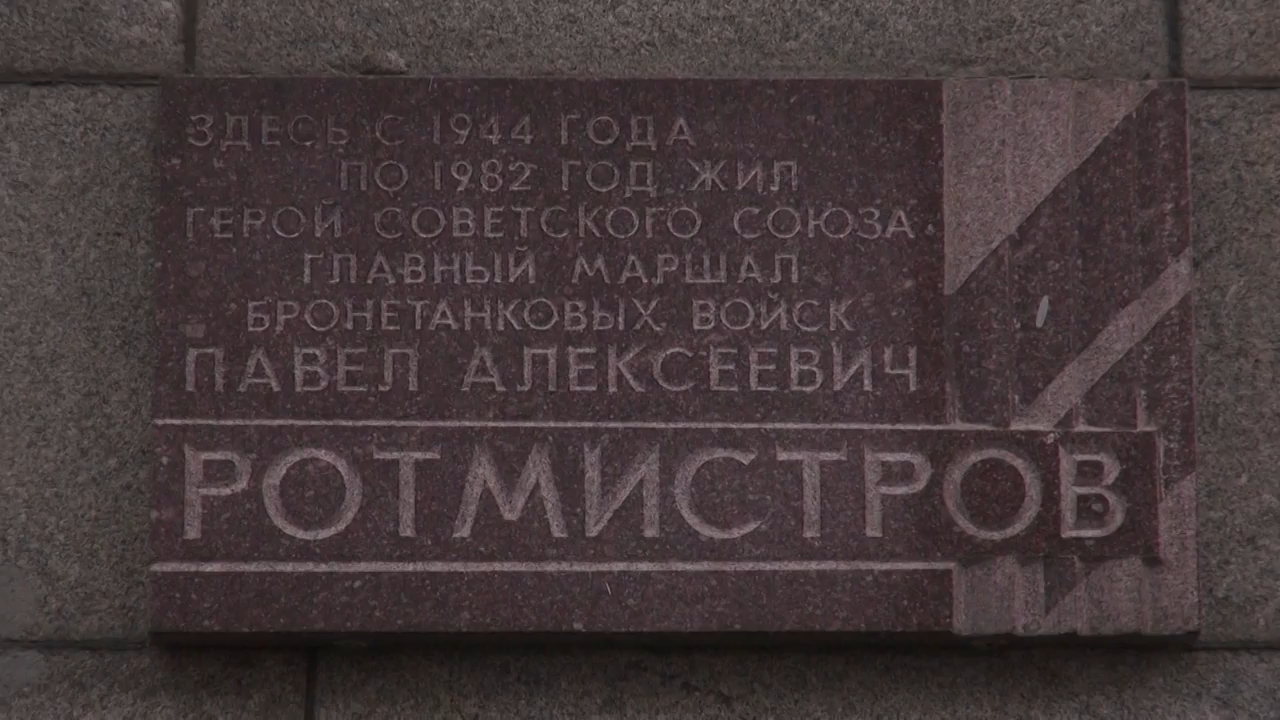 ЗДЕСЬ С 1944 ГОДА
ПО 1982 ГОД ЖИЛ
ГЕРОЙ СОВЕТСКОГО СОЮЗА
ГЛАВНЫЙ МАРШАЛ
БРОНЕТАНКОВЫХ ВОЙСК
ПАВЕЛ АЛЕКСЕЕВИЧ
РОТМИСТРОВ